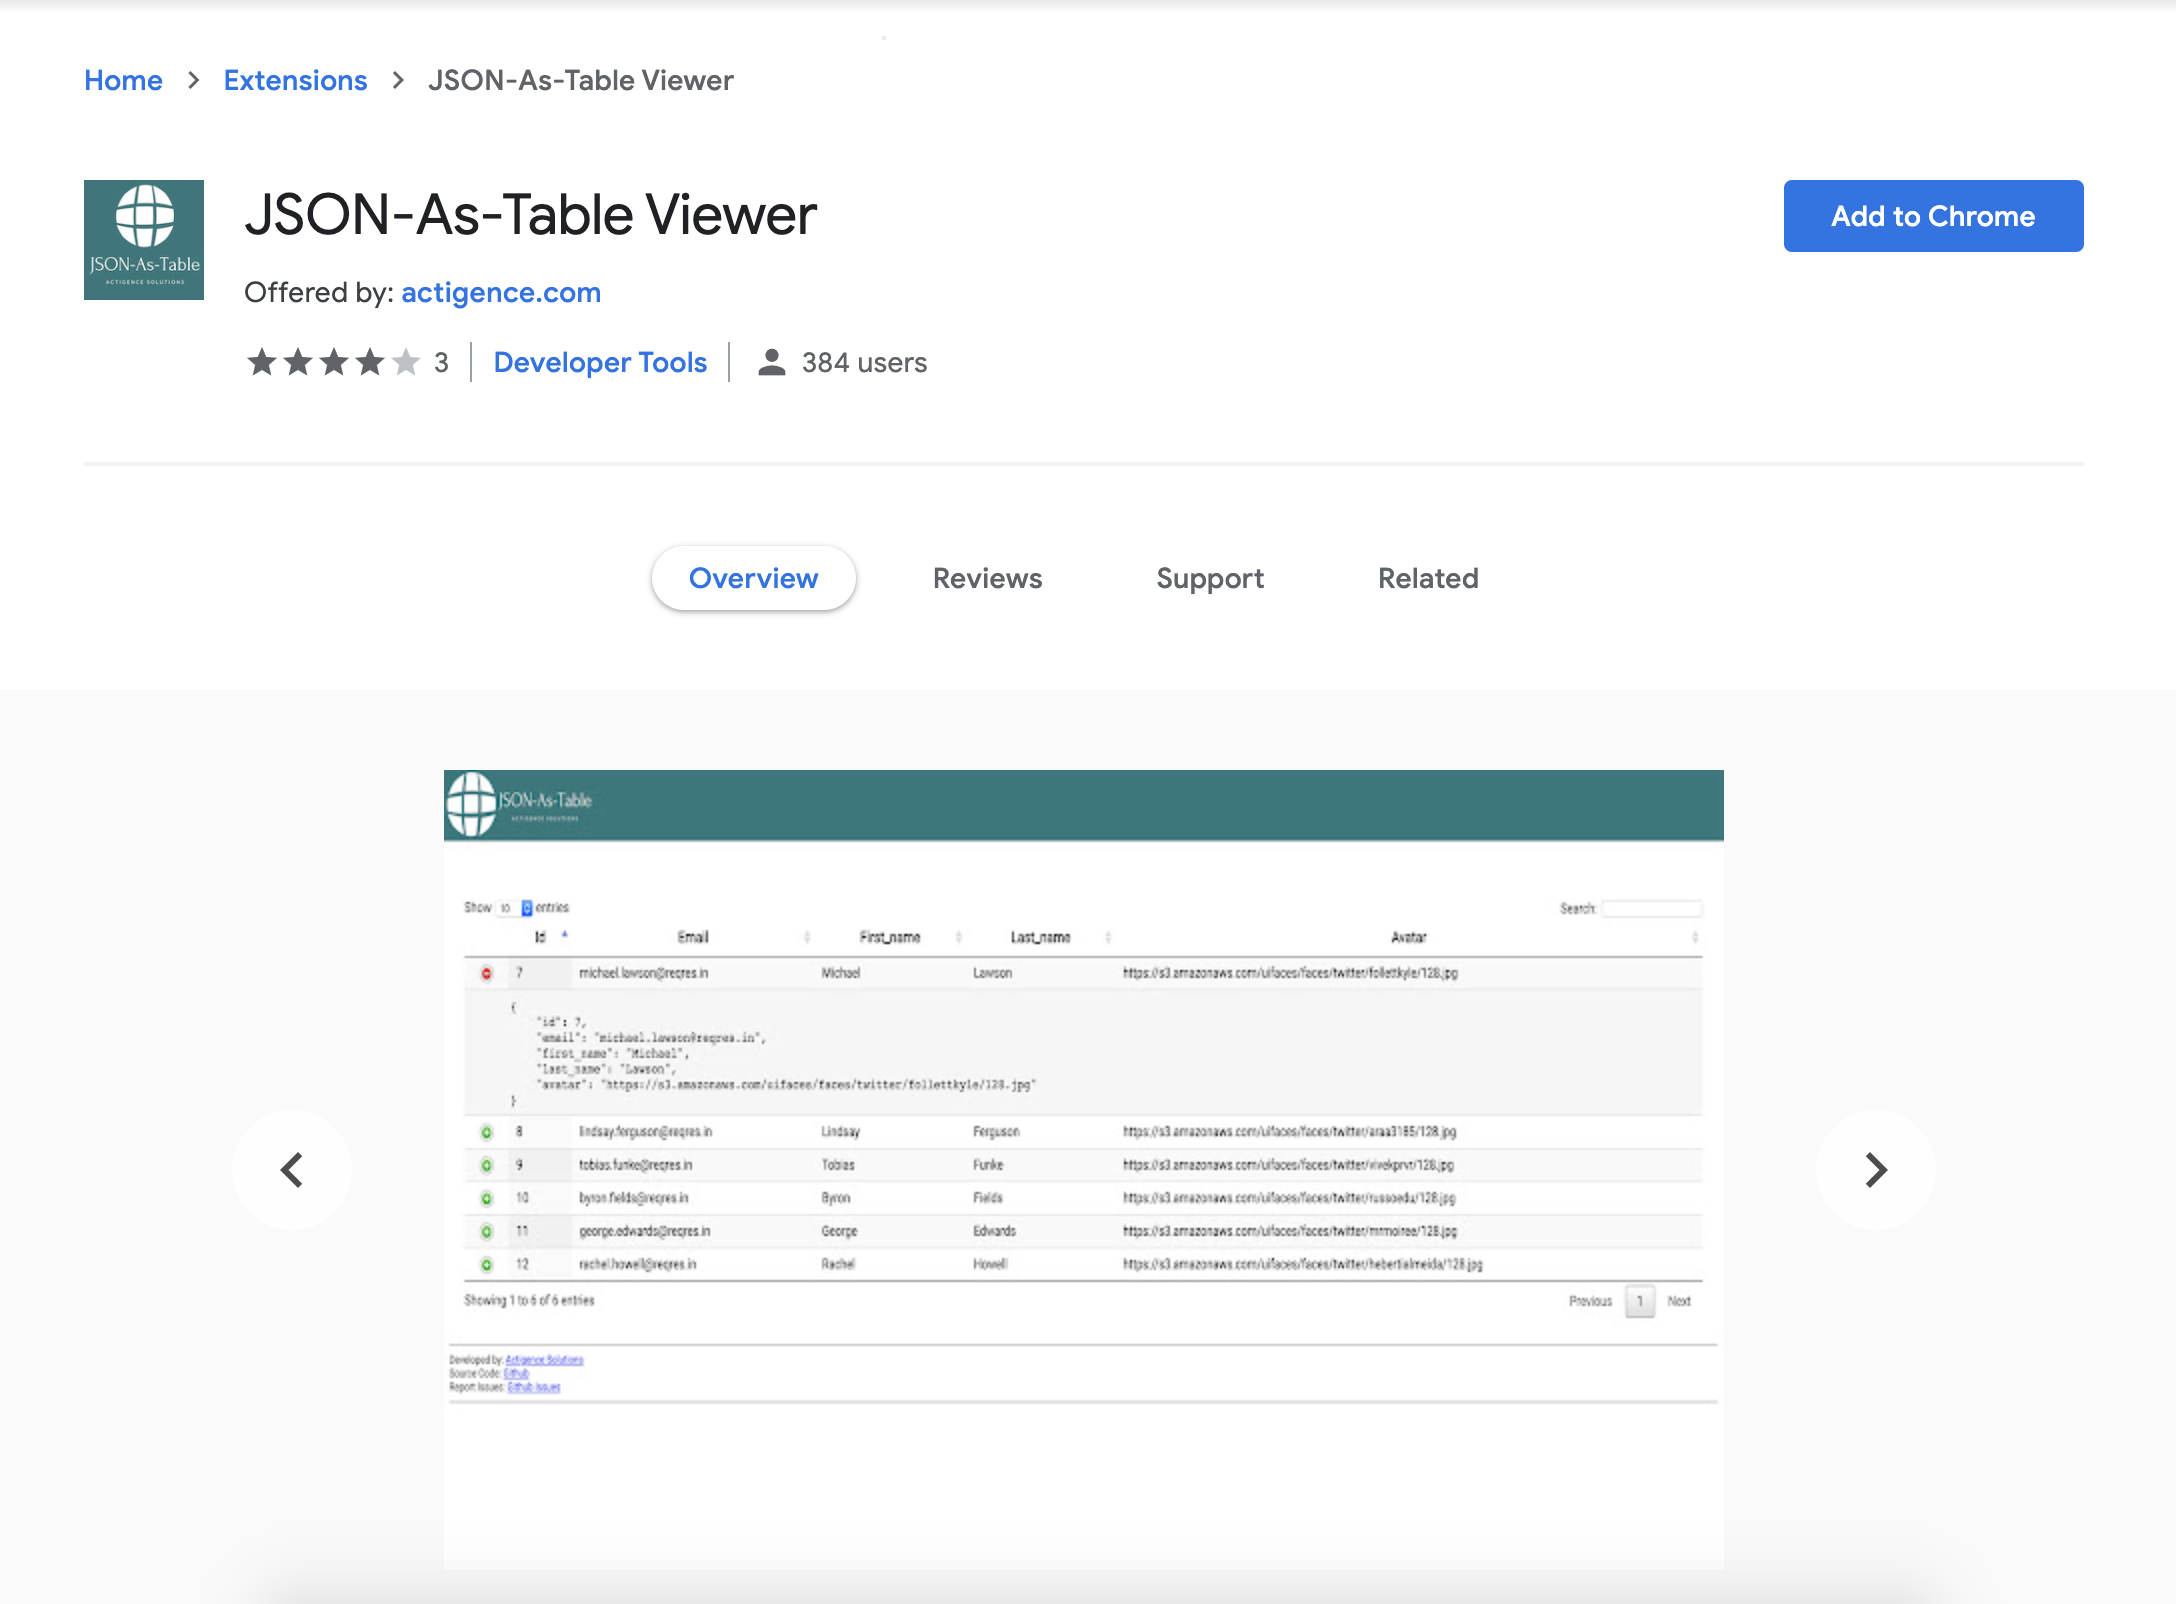 Home > Extensions > JSON-As-Table Viewer
JSON-As-Table
ACTIGENCE SOLUTIONS
JSON-As-Table Viewer
Add to Chrome
Offered by: actigence.com
3 | Developer Tools | 384 users
Overview Reviews Support Related
JSON-As-Table
ACTIGENCE SOLUTIONS
Show 10 entries Search:
Id Email First_name Last_name Avatar
7 michael.lawson@reqres.in Michael Lawson https://s3.amazonaws.com/uifaces/faces/twitter/follettkyle/128.jpg
{
"id": 7,
"email": "michael.lawson@reqres.in",
"first_name": "Michael",
"last_name": "Lawson",
"avatar": "https://s3.amazonaws.com/uifaces/faces/twitter/follettkyle/128.jpg"
}
8 lindsay.ferguson@reqres.in Lindsay Ferguson https://s3.amazonaws.com/uifaces/faces/twitter/araa3185/128.jpg
9 tobias.funke@reqres.in Tobias Funke https://s3.amazonaws.com/uifaces/faces/twitter/vivekprvr/128.jpg
10 byron.fields@reqres.in Byron Fields https://s3.amazonaws.com/uifaces/faces/twitter/russoedu/128.jpg
11 george.edwards@reqres.in George Edwards https://s3.amazonaws.com/uifaces/faces/twitter/mrmoiree/128.jpg
12 rachel.howell@reqres.in Rachel Howell https://s3.amazonaws.com/uifaces/faces/twitter/hebertialmeida/128.jpg
Showing 1 to 6 of 6 entries Previous 1 Next
Developed by: Actigence Solutions
Source Code: Github
Report Issues: Github Issues